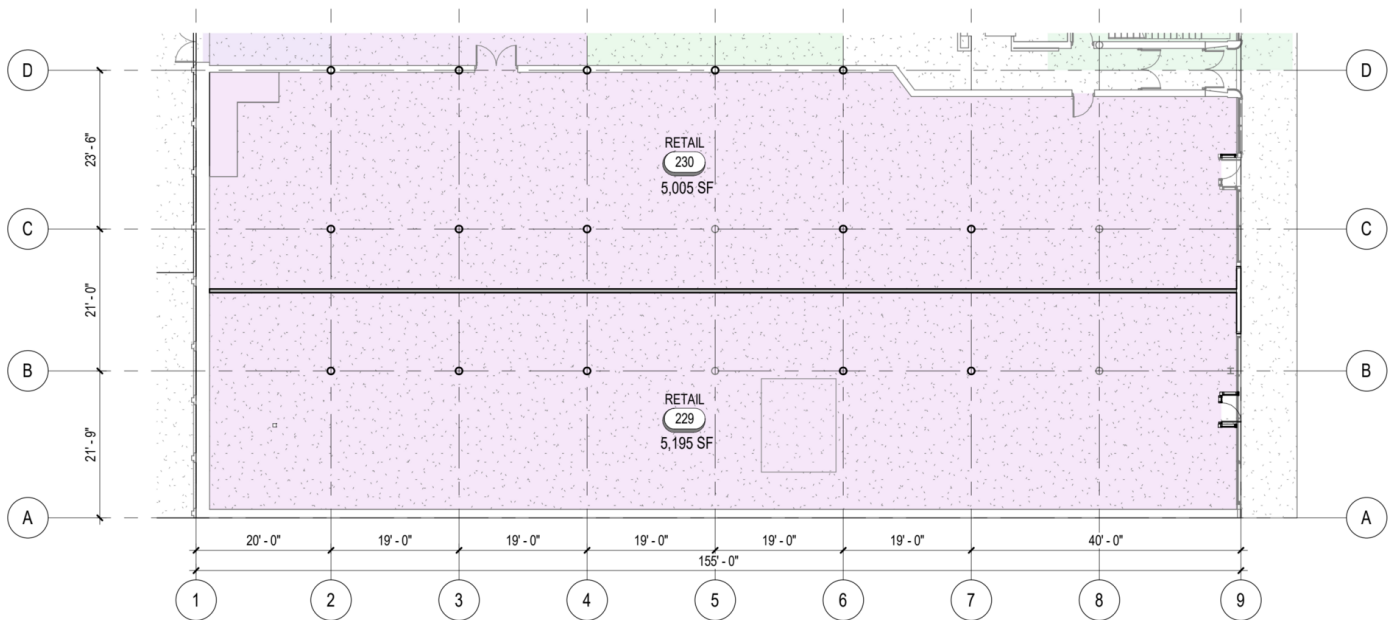 D
D
23' - 6"
RETAIL
230
5,005 SF
C
C
21' - 0"
B
B
RETAIL
229
5,195 SF
21' - 9"
A
A
20' - 0"
19' - 0"
19' - 0"
19' - 0"
19' - 0"
19' - 0"
40' - 0"
155' - 0"
1
2
3
4
5
6
7
8
9